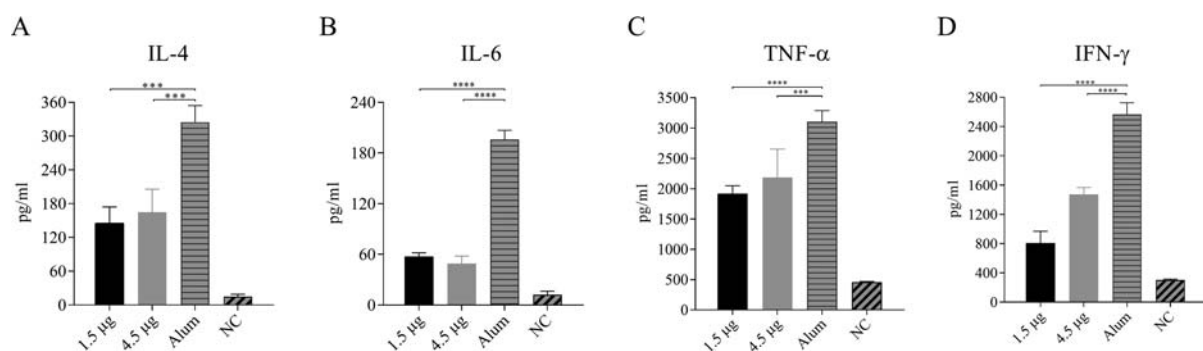 A
IL-4
***
***
pg/ml
360
300
240
180
120
60
0
1.5 µg
4.5 µg
Alum
NC
B
IL-6
****
****
pg/ml
240
180
120
60
0
1.5 µg
4.5 µg
Alum
NC
C
TNF-α
****
***
pg/ml
3500
3000
2500
2000
1500
1000
500
0
1.5 µg
4.5 µg
Alum
NC
D
IFN-γ
****
****
pg/ml
2800
2400
2000
1600
1200
800
400
0
1.5 µg
4.5 µg
Alum
NC